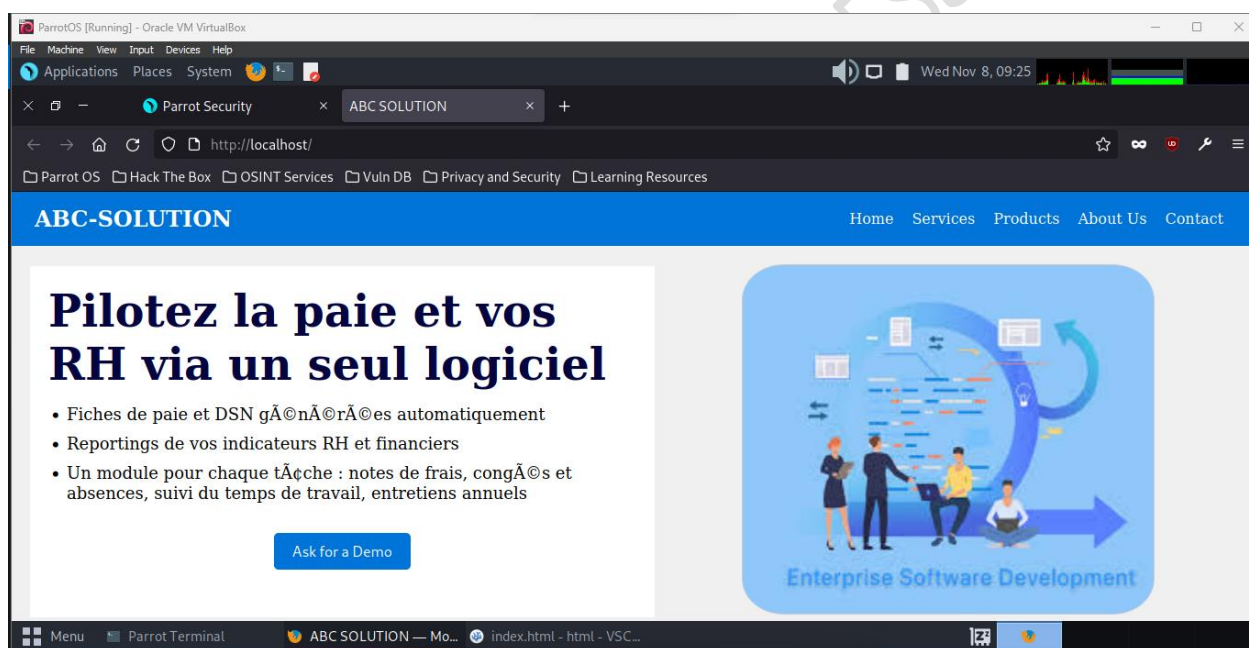 ParrotOS [Running] - Oracle VM VirtualBox
File Machine View Input Devices Help
Applications Places System Wed Nov 8, 09:25
Parrot Security ABC SOLUTION
http://localhost/
Parrot OS Hack The Box OSINT Services Vuln DB Privacy and Security Learning Resources
ABC-SOLUTION Home Services Products About Us Contact
Pilotez la paie et vos
RH via un seul logiciel
• Fiches de paie et DSN gÃ©nÃ©rÃ©es automatiquement
• Reportings de vos indicateurs RH et financiers
• Un module pour chaque tÃ¢che : notes de frais, congÃ©s et
absences, suivi du temps de travail, entretiens annuels
Ask for a Demo
Enterprise Software Development
Menu Parrot Terminal ABC SOLUTION — Mo... index.html - html - VSC...